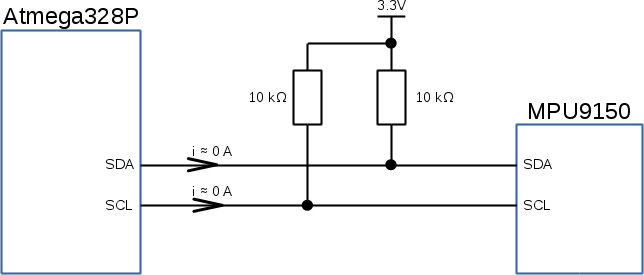 Atmega328P
3.3V
10 kΩ
10 kΩ
MPU9150
SDA
i ≈ 0 A
SDA
SCL
i ≈ 0 A
SCL